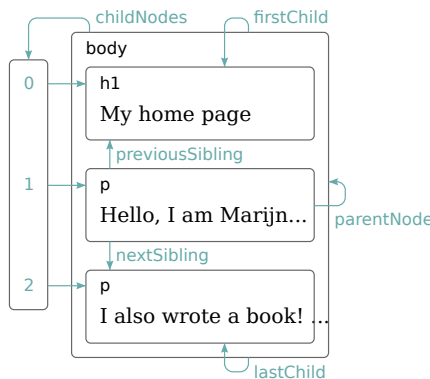 childNodes
firstChild
body
0
h1
My home page
previousSibling
1
p
Hello, I am Marijn...
parentNode
nextSibling
2
p
I also wrote a book! ...
lastChild